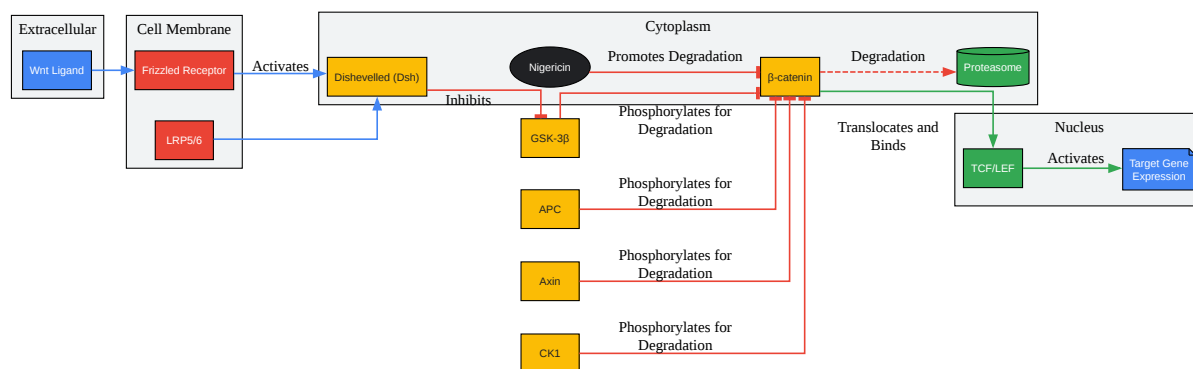 Extracellular
Wnt Ligand
Cell Membrane
Frizzled Receptor
LRP5/6
Activates
Cytoplasm
Dishevelled (Dsh)
Inhibits
Nigericin
Promotes Degradation
β-catenin
Degradation
Proteasome
GSK-3β
Phosphorylates for
Degradation
APC
Phosphorylates for
Degradation
Axin
Phosphorylates for
Degradation
CK1
Phosphorylates for
Degradation
Translocates and
Binds
Nucleus
TCF/LEF
Activates
Target Gene
Expression